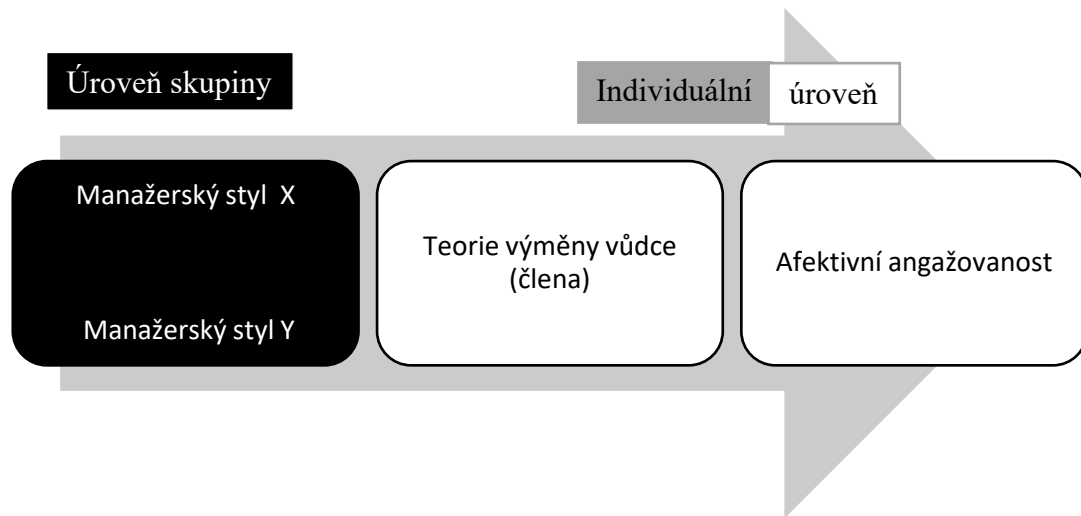 Úroveň skupiny
Individuální úroveň
Manažerský styl X
Manažerský styl Y
Teorie výměny vůdce
(člena)
Afektivní angažovanost